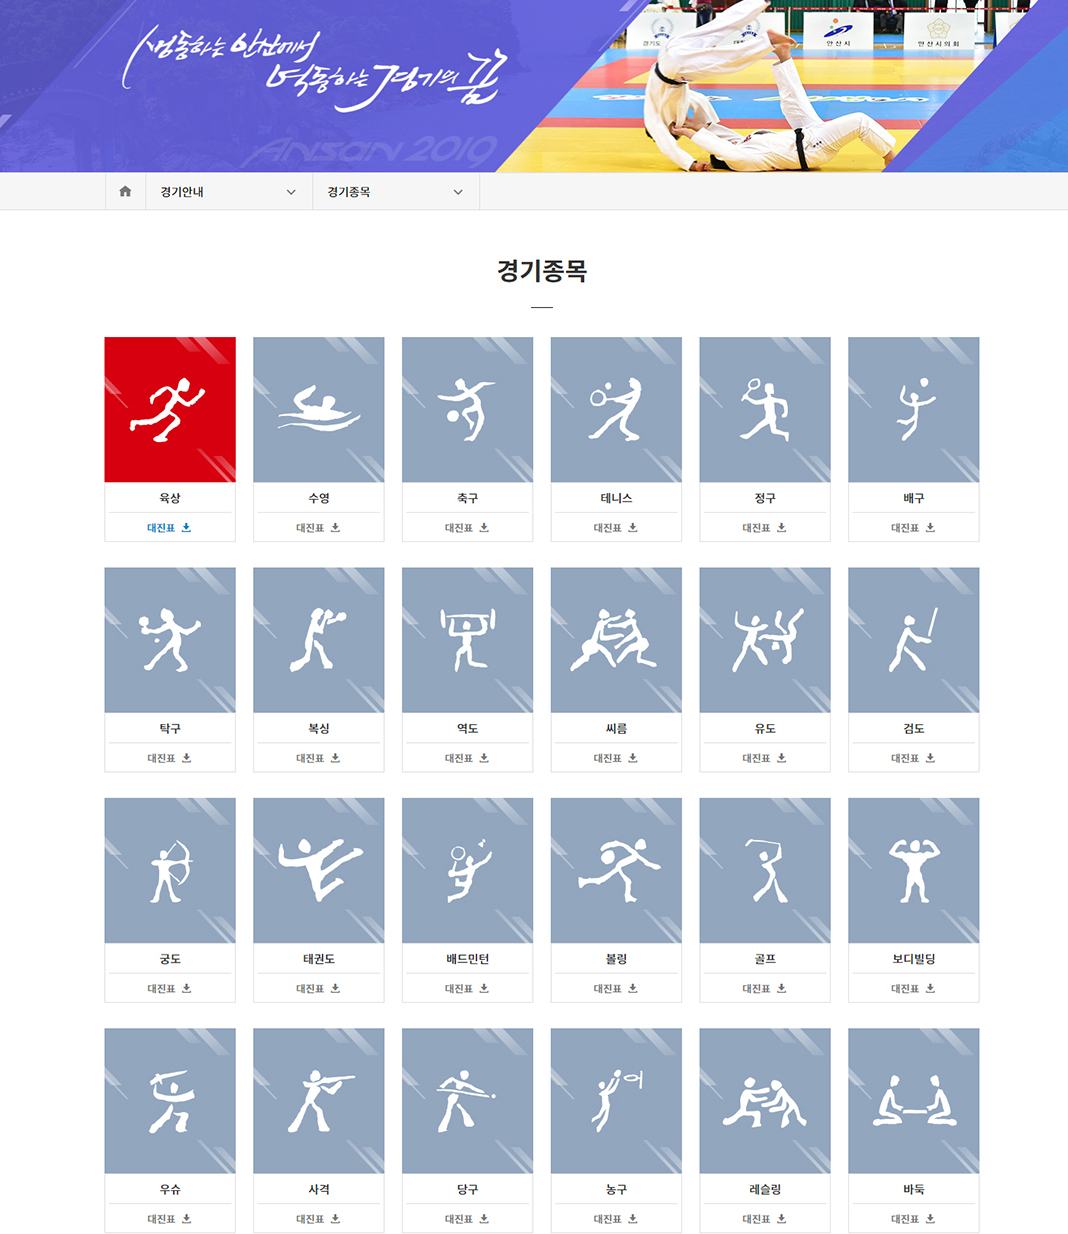 생동하는 안산에서
약동하는 경기의 꿈
ANSAN 2019
경기도
안산시
안산시의회
경기안내
경기종목
경기종목
육상
수영
축구
테니스
정구
배구
대진표
대진표
대진표
대진표
대진표
대진표
탁구
복싱
역도
씨름
유도
검도
대진표
대진표
대진표
대진표
대진표
대진표
궁도
태권도
배드민턴
볼링
골프
보디빌딩
대진표
대진표
대진표
대진표
대진표
대진표
우슈
사격
당구
농구
레슬링
바둑
대진표
대진표
대진표
대진표
대진표
대진표